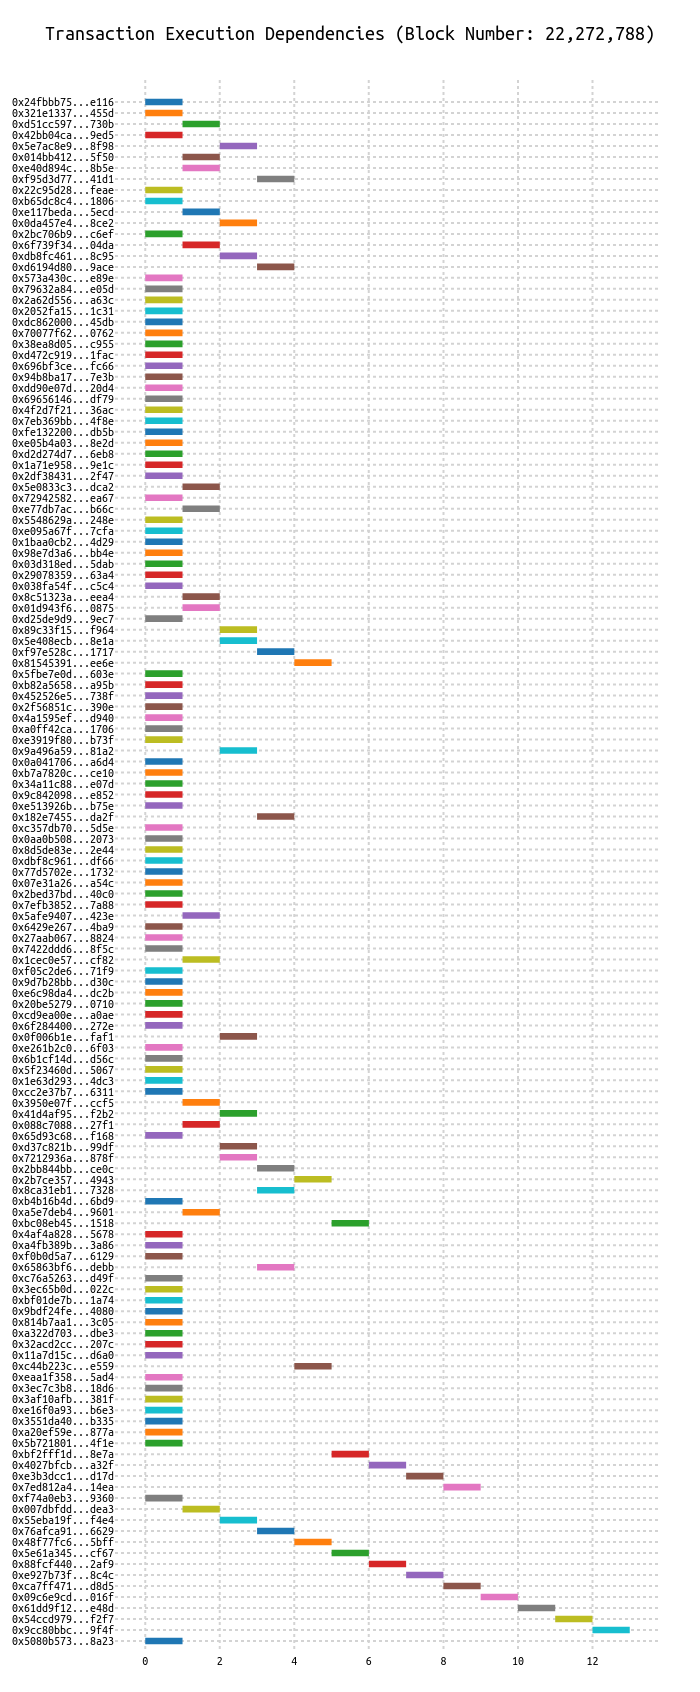 Transaction Execution Dependencies (Block Number: 22,272,788)
0x24fbbb75...e116
0x321e1337...455d
0xd51cc597...730b
0x42bb04ca...9ed5
0x5e7ac8e9...8f98
0x014bb412...5f50
0xe40d894c...8b5e
0xf95d3d77...41d1
0x22c95d28...feae
0xb65dc8c4...1806
0xe117beda...5ecd
0x0da457e4...8ce2
0x2bc706b9...c6ef
0x6f739f34...04da
0xdb8fc461...8c95
0xd6194d80...9ace
0x573a430c...e89e
0x79632a84...e05d
0x2a62d556...a63c
0x2052fa15...1c31
0xdc862000...45db
0x70077f62...0762
0x38ea8d05...c955
0xd472c919...1fac
0x696bf3ce...fc66
0x94b8ba17...7e3b
0xdd90e07d...20d4
0x69656146...df79
0x4f2d7f21...36ac
0x7eb369bb...4f8e
0xfe132200...db5b
0xe05b4a03...8e2d
0xd2d274d7...6eb8
0x1a71e958...9e1c
0x2df38431...2f47
0x5e0833c3...dca2
0x72942582...ea67
0xe77db7ac...b66c
0x5548629a...248e
0xe095a67f...7cfa
0x1baa0cb2...4d29
0x98e7d3a6...bb4e
0x03d318ed...5dab
0x29078359...63a4
0x038fa54f...c5c4
0x8c51323a...eea4
0x01d943f6...0875
0xd25de9d9...9ec7
0x89c33f15...f964
0x5e408ecb...8e1a
0xf97e528c...1717
0x81545391...ee6e
0x5fbe7e0d...603e
0xb82a5658...a95b
0x452526e5...738f
0x2f56851c...390e
0x4a1595ef...d940
0xa0ff42ca...1706
0xe3919f80...b73f
0x9a496a59...81a2
0x0a041706...a6d4
0xb7a7820c...ce10
0x34a11c88...e07d
0x9c842098...e852
0xe513926b...b75e
0x182e7455...da2f
0xc357db70...5d5e
0x0aa0b508...2073
0x8d5de83e...2e44
0xdbf8c961...df66
0x77d5702e...1732
0x07e31a26...a54c
0x2bed37bd...40c0
0x7efb3852...7a88
0x5afe9407...423e
0x6429e267...4ba9
0x27aab067...8824
0x7422ddd6...8f5c
0x1cec0e57...cf82
0xf05c2de6...71f9
0x9d7b28bb...d30c
0xe6c98da4...dc2b
0x20be5279...0710
0xcd9ea00e...a0ae
0x6f284400...272e
0x0f006b1e...faf1
0xe261b2c0...6f03
0x6b1cf14d...d56c
0x5f23460d...5067
0x1e63d293...4dc3
0xcc2e37b7...6311
0x3950e07f...ccf5
0x41d4af95...f2b2
0x088c7088...27f1
0x65d93c68...f168
0xd37c821b...99df
0x7212936a...878f
0x2bb844bb...ce0c
0x2b7ce357...4943
0x8ca31eb1...7328
0xb4b16b4d...6bd9
0xa5e7deb4...9601
0xbc08eb45...1518
0x4af4a828...5678
0xa4fb389b...3a86
0xf0b0d5a7...6129
0x65863bf6...debb
0xc76a5263...d49f
0x3ec65b0d...022c
0xbf01de7b...1a74
0x9bdf24fe...4080
0x814b7aa1...3c05
0xa322d703...dbe3
0x32acd2cc...207c
0x11a7d15c...d6a0
0xc44b223c...e559
0xeaa1f358...5ad4
0x3ec7c3b8...18d6
0x3af10afb...381f
0xe16f0a93...b6e3
0x3551da40...b335
0xa20ef59e...877a
0x5b721801...4f1e
0xbf2fff1d...8e7a
0x4027bfcb...a32f
0xe3b3dcc1...d17d
0x7ed812a4...14ea
0xf74a0eb3...9360
0x007dbfdd...dea3
0x55eba19f...f4e4
0x76afca91...6629
0x48f77fc6...5bff
0x5e61a345...cf67
0x88fcf440...2af9
0xe927b73f...8c4c
0xca7ff471...d8d5
0x09c6e9cd...016f
0x61dd9f12...e48d
0x54ccd979...f2f7
0x9cc80bbc...9f4f
0x5080b573...8a23
0 2 4 6 8 10 12